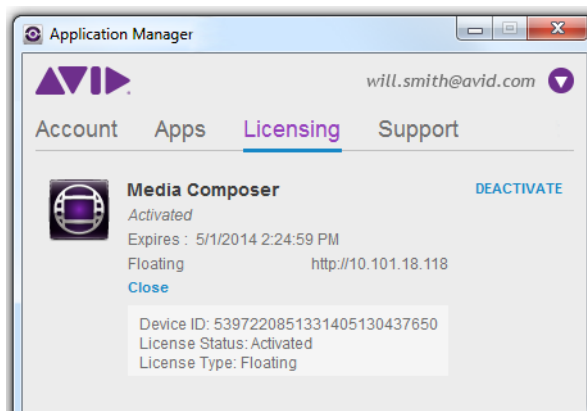 Application Manager
AVID
will.smith@avid.com
Account Apps Licensing Support
Media Composer DEACTIVATE
Activated
Expires : 5/1/2014 2:24:59 PM
Floating http://10.101.18.118
Close
Device ID: 5397220851331405130437650
License Status: Activated
License Type: Floating